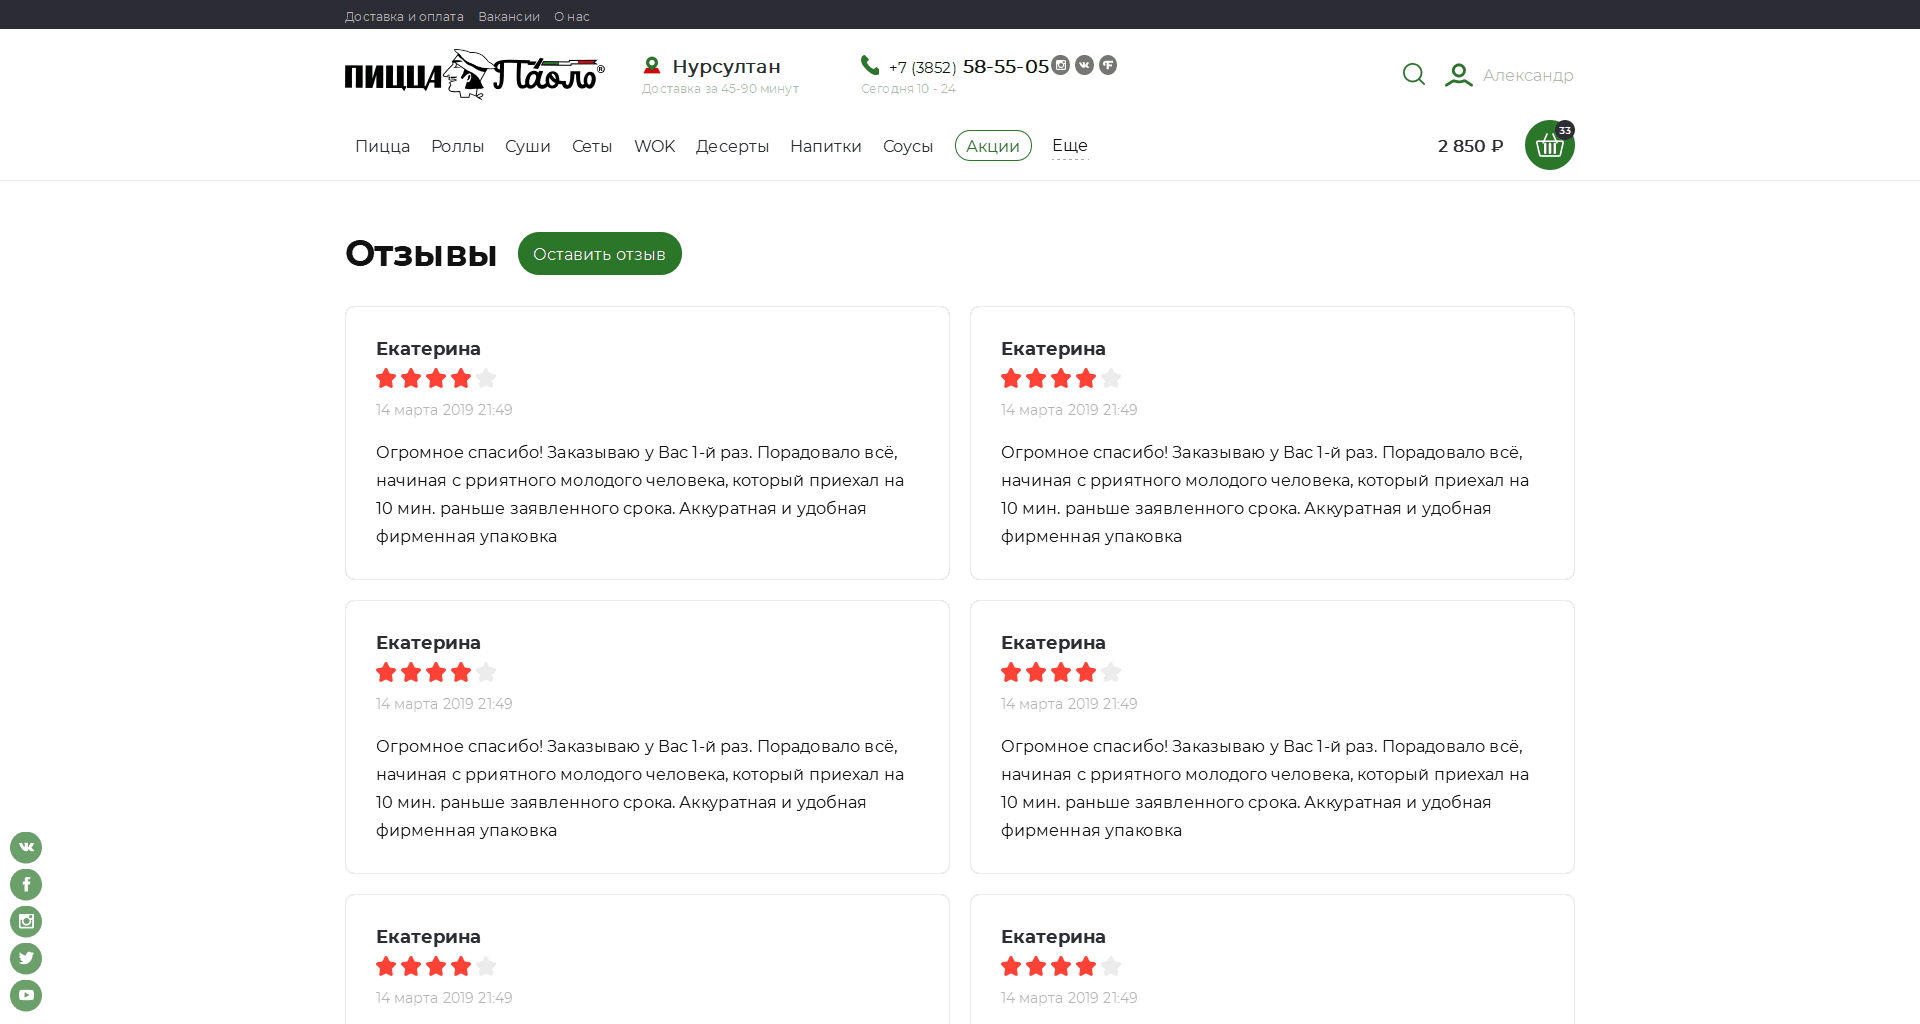 Доставка и оплата Вакансии О нас
ПИЦЦА Паоло®
Нурсултан
Доставка за 45-90 минут
+7 (3852) 58-55-05
Сегодня 10 - 24
Александр
Пицца Роллы Суши Сеты WOK Десерты Напитки Соусы Акции Еще
2 850 ₽
33
Отзывы
Оставить отзыв
Екатерина
14 марта 2019 21:49
Огромное спасибо! Заказываю у Вас 1-й раз. Порадовало всё,
начиная с рриятного молодого человека, который приехал на
10 мин. раньше заявленного срока. Аккуратная и удобная
фирменная упаковка
Екатерина
14 марта 2019 21:49
Огромное спасибо! Заказываю у Вас 1-й раз. Порадовало всё,
начиная с рриятного молодого человека, который приехал на
10 мин. раньше заявленного срока. Аккуратная и удобная
фирменная упаковка
Екатерина
14 марта 2019 21:49
Огромное спасибо! Заказываю у Вас 1-й раз. Порадовало всё,
начиная с рриятного молодого человека, который приехал на
10 мин. раньше заявленного срока. Аккуратная и удобная
фирменная упаковка
Екатерина
14 марта 2019 21:49
Огромное спасибо! Заказываю у Вас 1-й раз. Порадовало всё,
начиная с рриятного молодого человека, который приехал на
10 мин. раньше заявленного срока. Аккуратная и удобная
фирменная упаковка
Екатерина
14 марта 2019 21:49
Екатерина
14 марта 2019 21:49